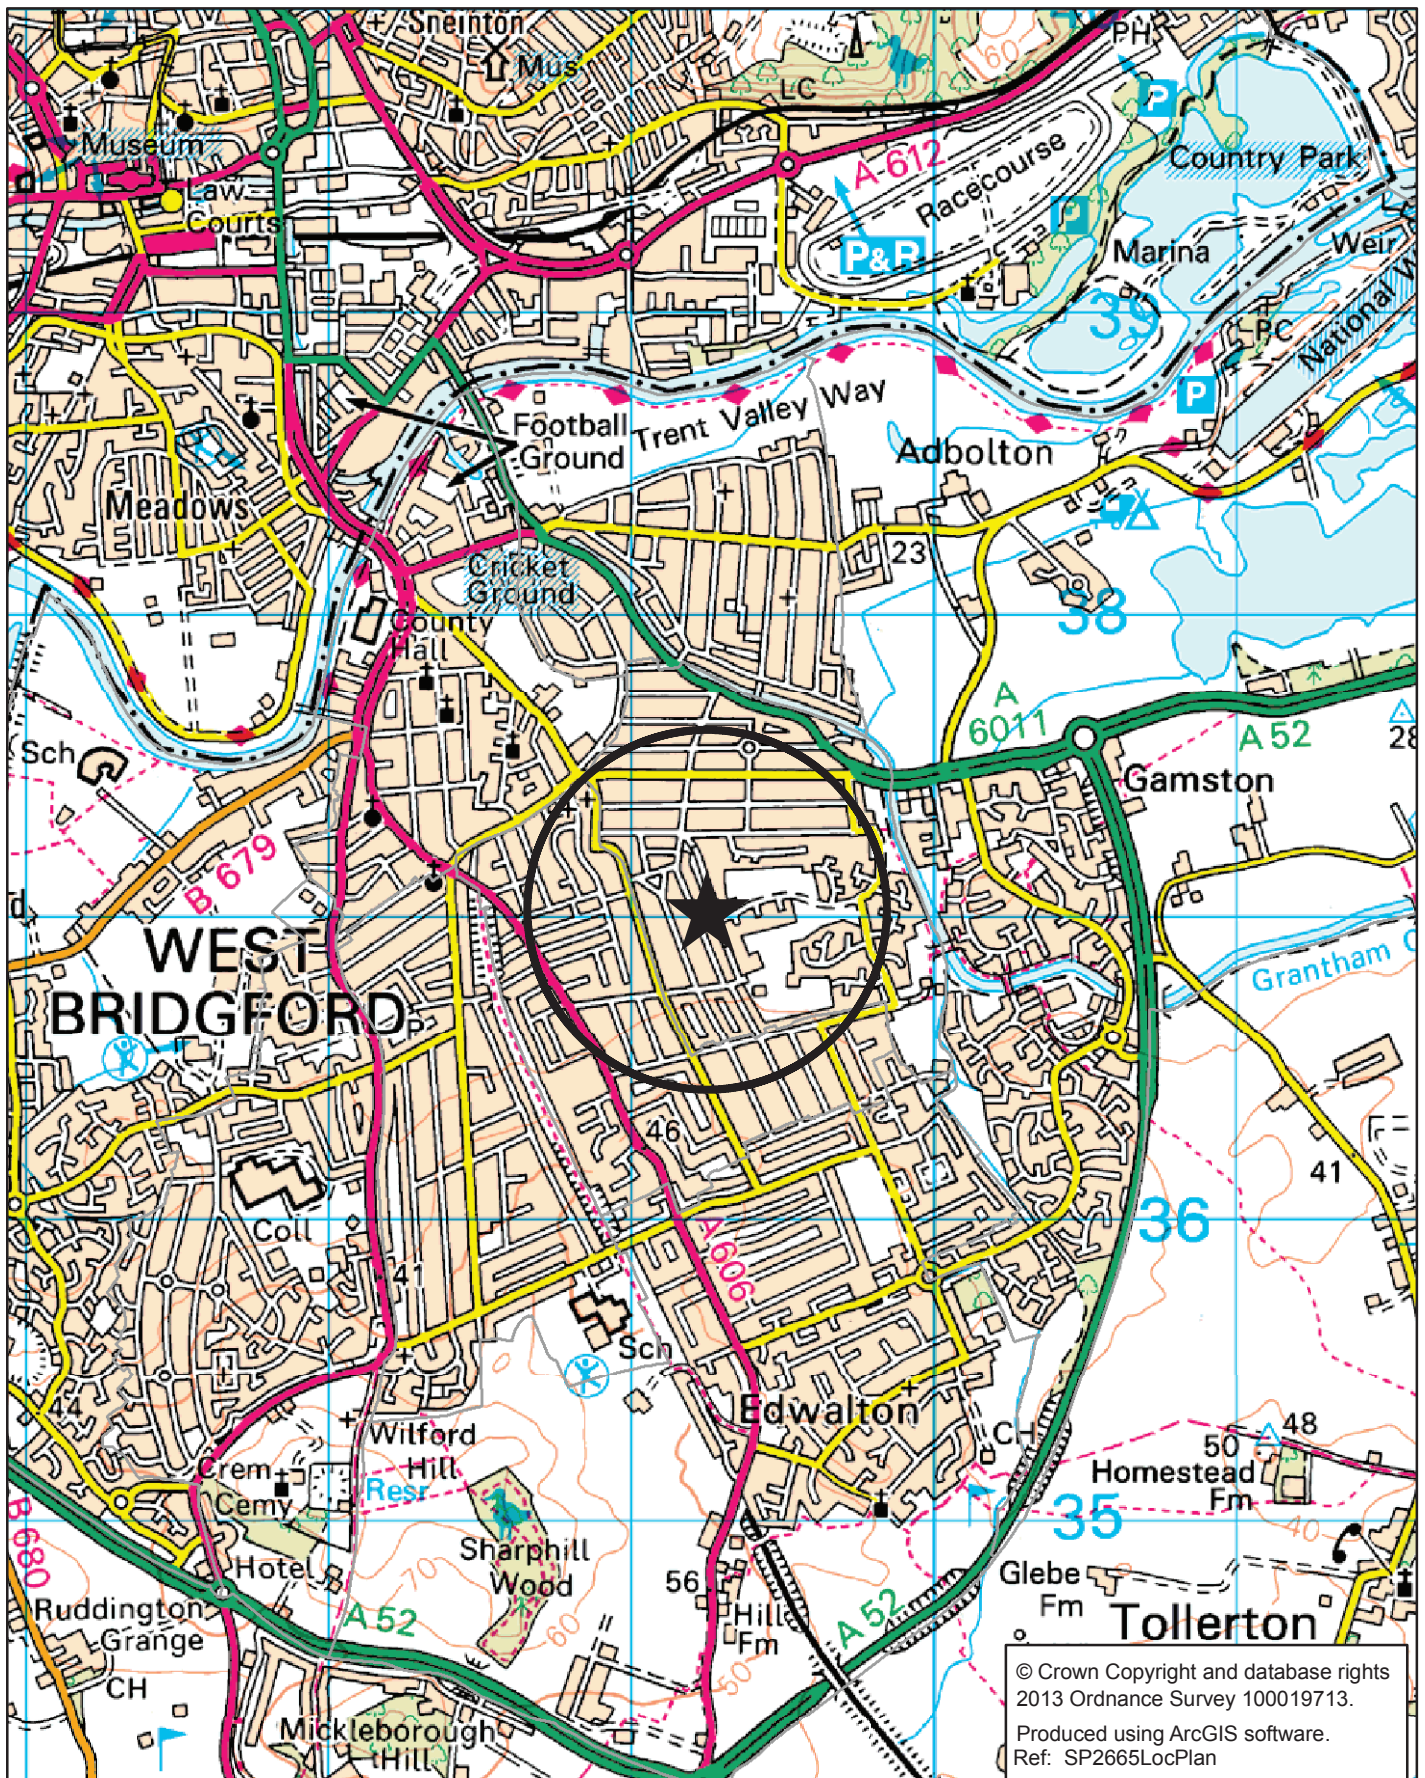 Sneinton
Mus
PH
60
LC
P
Museum
Country Park
A 612
Racecourse
P
Law
Courts
P&R
Marina
Weir
39
PC
National W
P
Football
Ground
Trent Valley Way
Adbolton
Meadows
23
Cricket
Ground
38
County
Hall
A
6011
A 52
28
Sch
Gamston
B 679
d
WEST
BRIDGFORD
P
Grantham C
46
41
36
Coll
A 606
41
Sch
44
Edwalton
CH
48
50
Wilford
Hill
Homestead
Fm
Crem
Cemy
Resr
35
40
B 680
Sharphill
Wood
Hotel
70
Glebe
Fm
56
Ruddington
Grange
A 52
60
Hill
Fm
A 52
Tollerton
CH
50
Mickleborough
Hill
© Crown Copyright and database rights
2013 Ordnance Survey 100019713.
Produced using ArcGIS software.
Ref: SP2665LocPlan